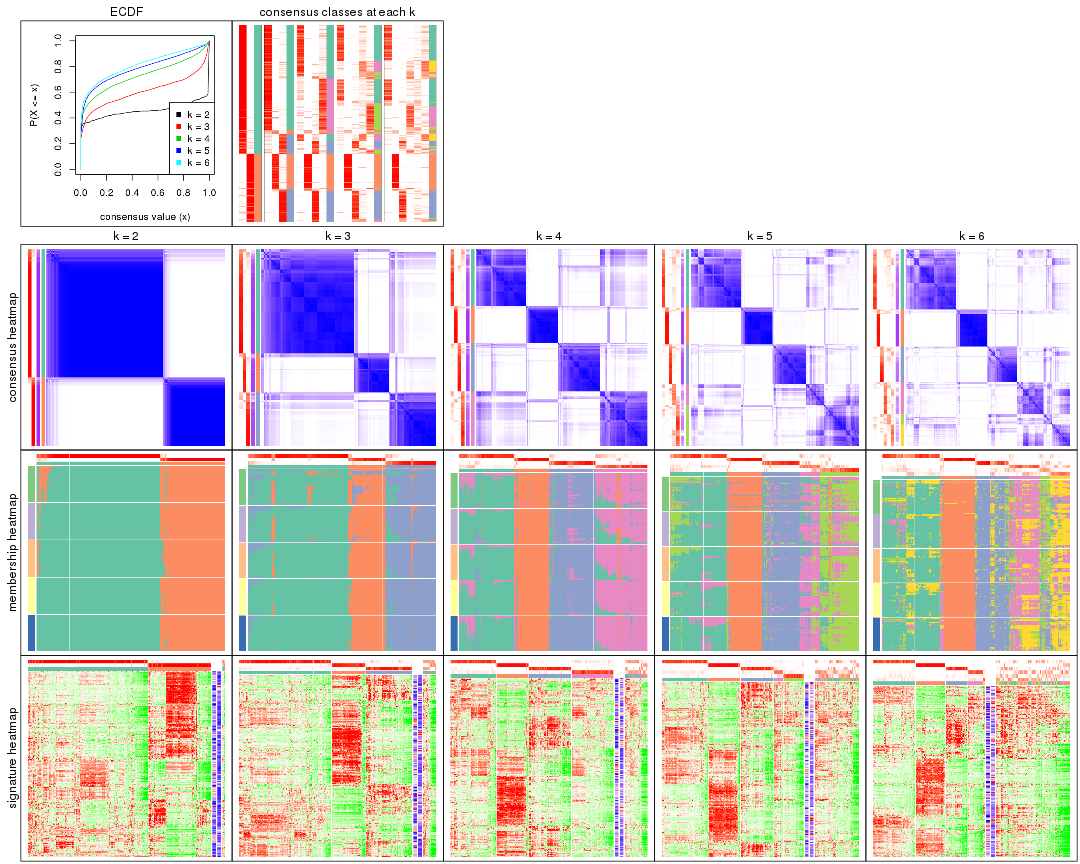 ECDF
consensus classes at each k
P(X <= x)
1.0
0.8
0.6
0.4
0.2
0.0
k = 2
k = 3
k = 4
k = 5
k = 6
0.0 0.2 0.4 0.6 0.8 1.0
consensus value (x)
k = 2
k = 3
k = 4
k = 5
k = 6
consensus heatmap
membership heatmap
signature heatmap